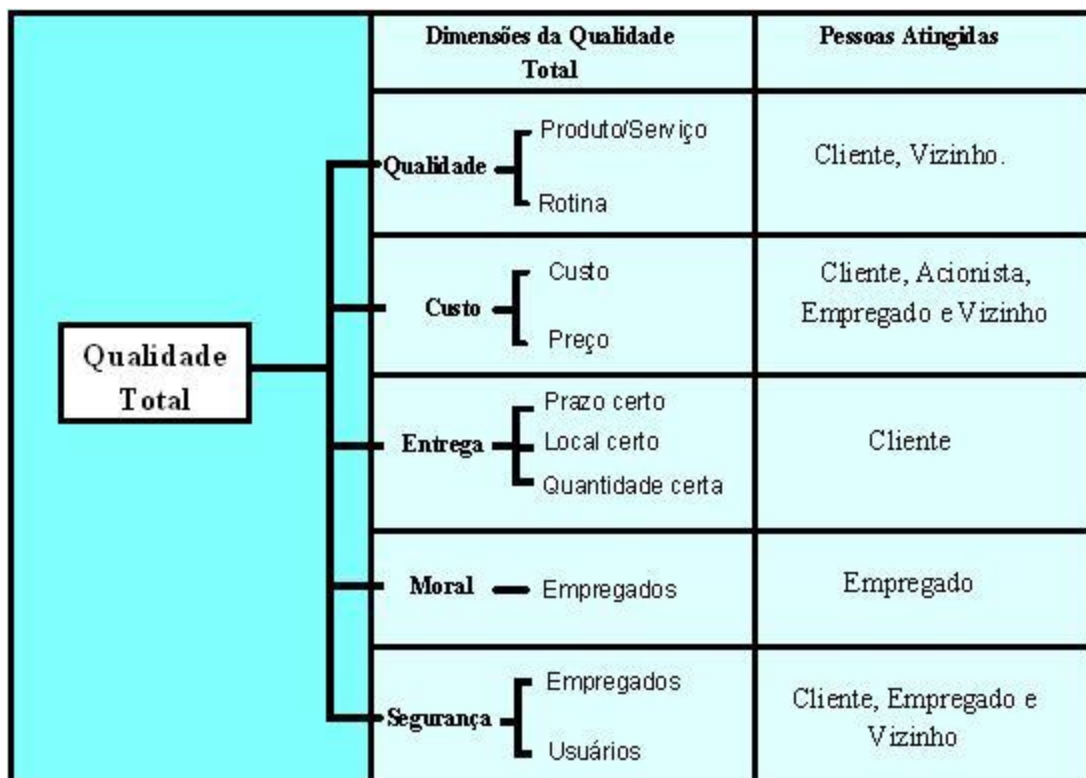 Dimensões da Qualidade
Total
Pessoas Atingidas
Qualidade
Total
Qualidade
Produto/Serviço
Rotina
Cliente, Vizinho.
Custo
Custo
Preço
Cliente, Acionista,
Empregado e Vizinho
Entrega
Prazo certo
Local certo
Quantidade certa
Cliente
Moral
Empregados
Empregado
Segurança
Empregados
Usuários
Cliente, Empregado e
Vizinho